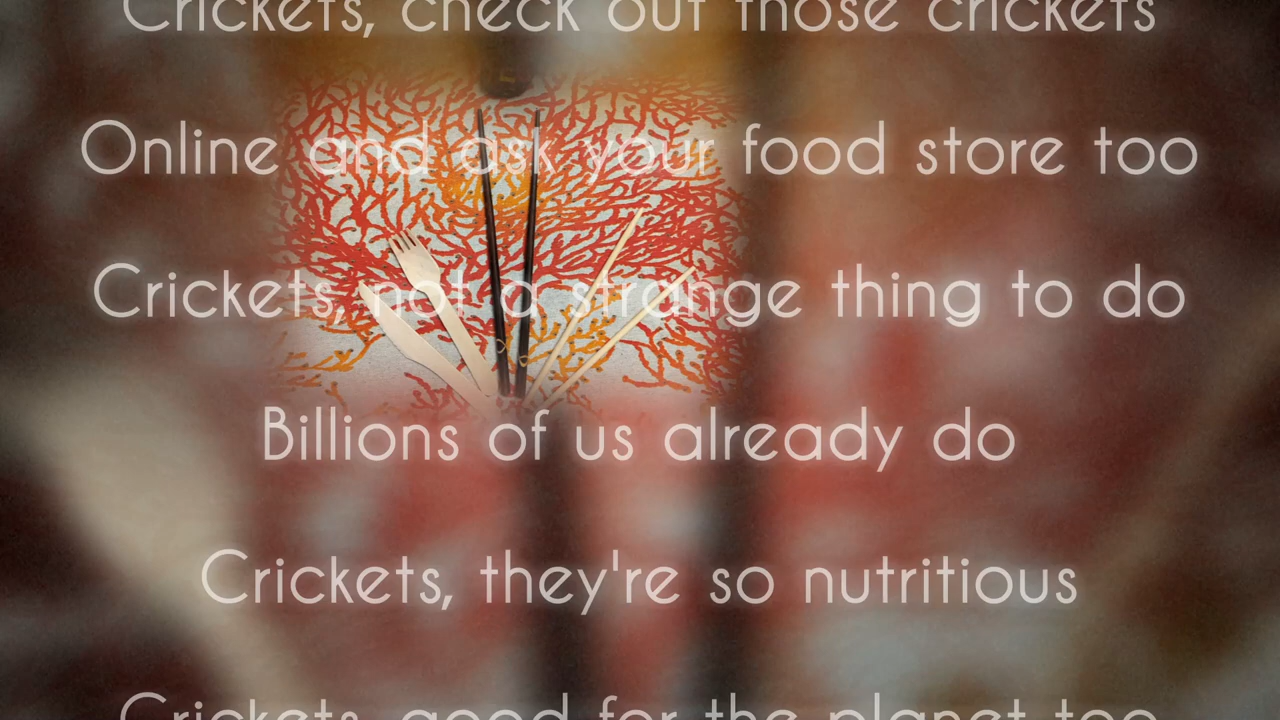 Crickets, check out those crickets
Online and ask your food store too
Crickets, not a strange thing to do
Billions of us already do
Crickets, they're so nutritious
Crickets, good for the planet too